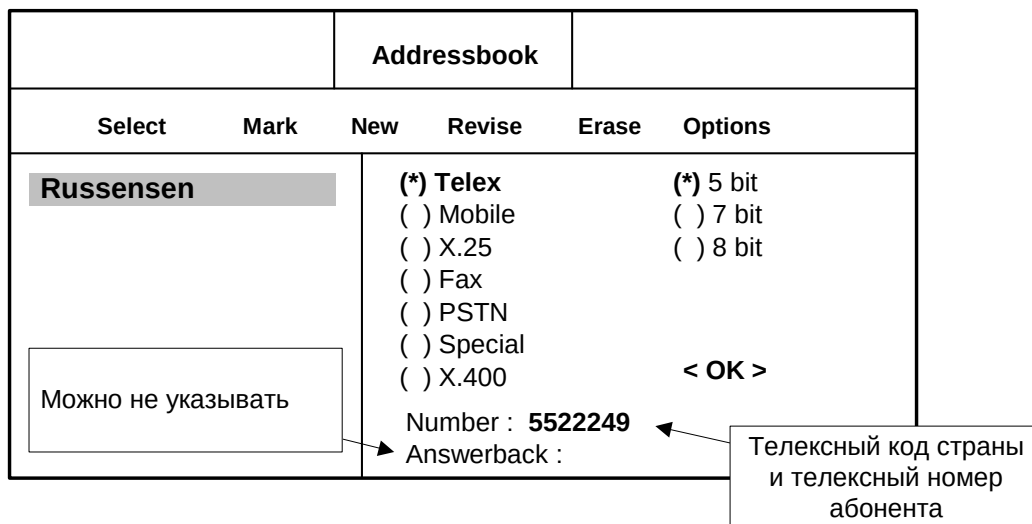 Addressbook
Select Mark New Revise Erase Options
Russensen
(*) Telex (*) 5 bit
( ) Mobile ( ) 7 bit
( ) X.25 ( ) 8 bit
( ) Fax
( ) PSTN
( ) Special
( ) X.400 < OK >
Можно не указывать
Number : 5522249
Answerback :
Телексный код страны
и телексный номер
абонента